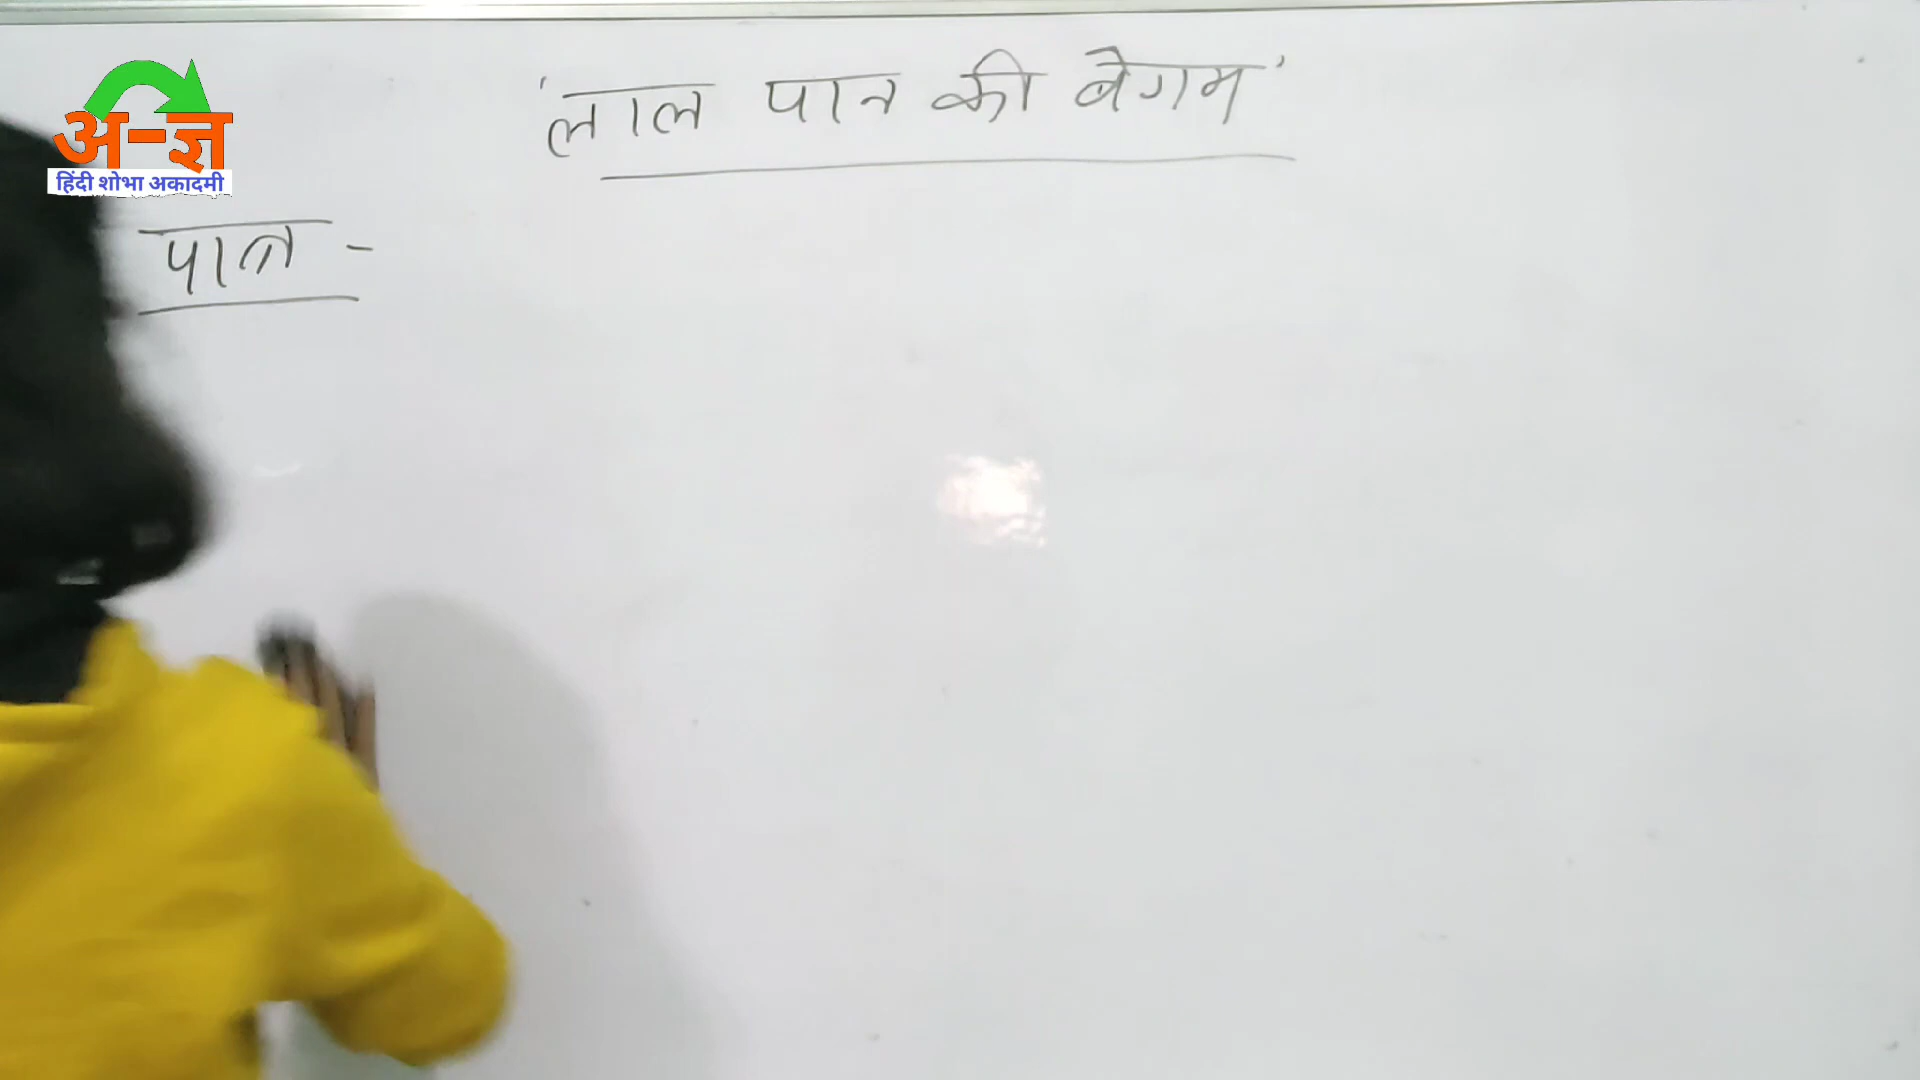 'लाल पान की बेगम'
अ-ज्ञ
हिंदी शोभा अकादमी
पात्र -